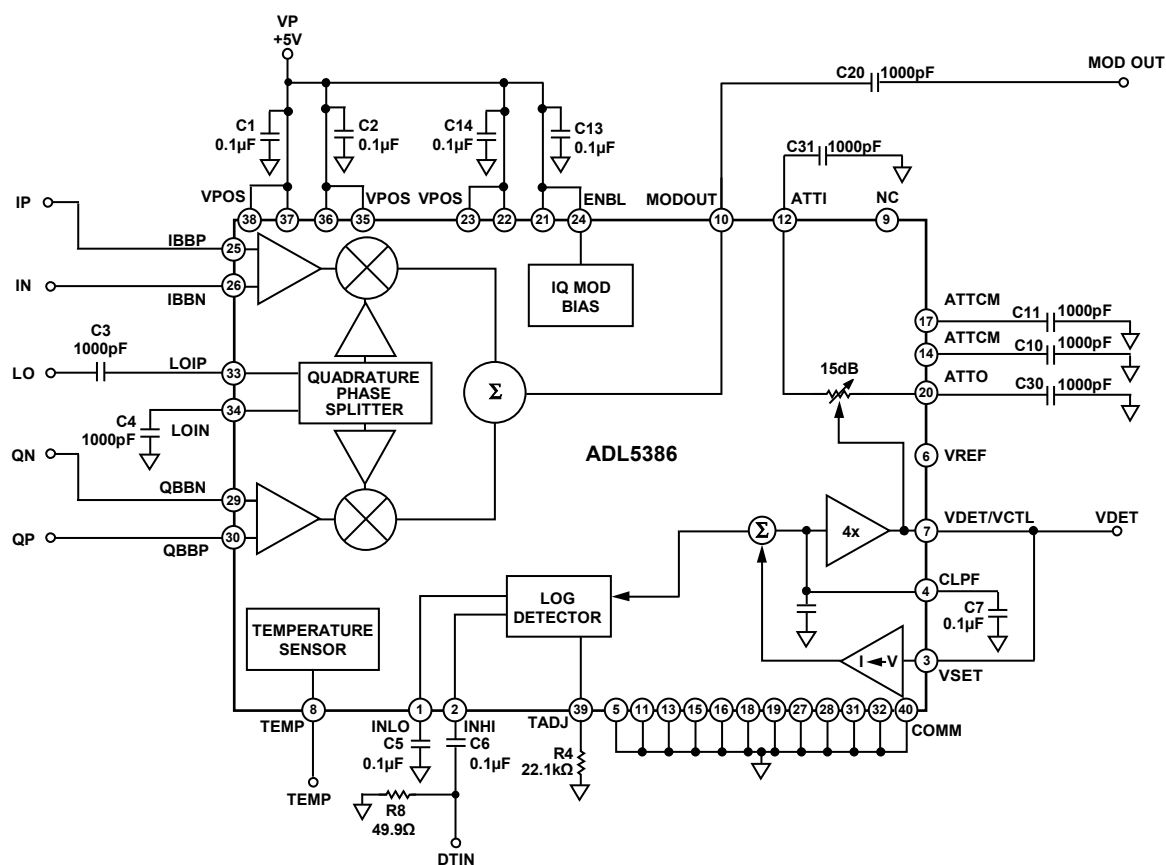 VP
+5V
C20 1000pF
MOD OUT
C1
0.1µF
C2
0.1µF
C14
0.1µF
C13
0.1µF
C31 1000pF
IP
VPOS
VPOS
VPOS
ENBL
MODOUT
ATTI
NC
38 37 36 35 23 22 21 24 10 12 9
IBBP
25
IN
26
IBBN
IQ MOD
BIAS
ATTCM
C11 1000pF
17
ATTCM
C10 1000pF
14
C3
1000pF
LO
LOIP
33
QUADRATURE
PHASE
SPLITTER
Σ
15dB
20
ATTO
C30 1000pF
34
LOIN
C4
1000pF
ADL5386
6
VREF
QN
QBBN
29
QP
30
QBBP
Σ
4x
7
VDET/VCTL
VDET
LOG
DETECTOR
4
CLPF
C7
0.1µF
TEMPERATURE
SENSOR
I V
3
VSET
8 1 2 39 5 11 13 15 16 18 19 27 28 31 32 40
TEMP
INLO
INHI
TADJ
COMM
C5
0.1µF
C6
0.1µF
R4
22.1kΩ
TEMP
R8
49.9Ω
DTIN